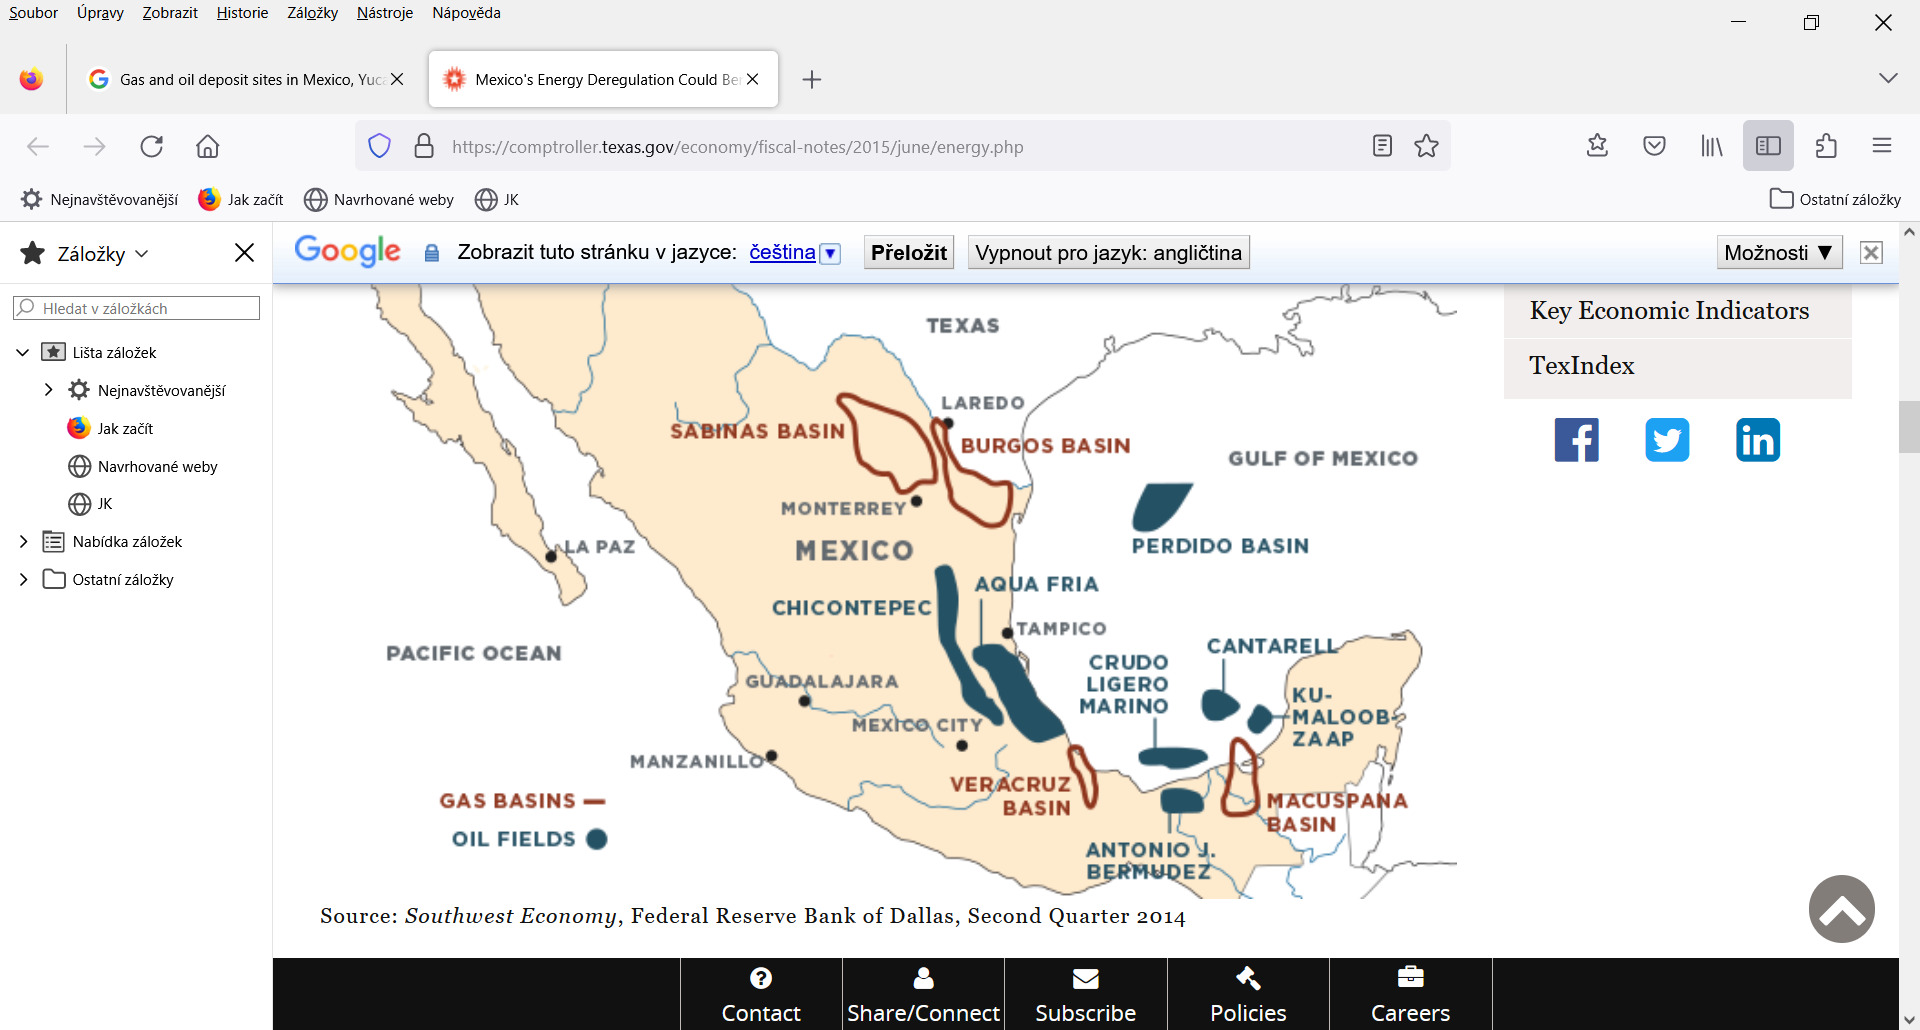 Soubor Úpravy Zobrazit Historie Záložky Nástroje Nápověda
Gas and oil deposit sites in Mexico, Yuca
Mexico's Energy Deregulation Could Be
https://comptroller.texas.gov/economy/fiscal-notes/2015/june/energy.php
Nejnavštěvovanější Jak začít Navrhované weby JK Ostatní záložky
Záložky
Hledat v záložkách
Lišta záložek
Nejnavštěvovanější
Jak začít
Navrhované weby
JK
Nabídka záložek
Ostatní záložky
Google Zobrazit tuto stránku v jazyce: čeština Přeložit Vypnout pro jazyk: angličtina Možnosti ▼
Key Economic Indicators
TexIndex
TEXAS
LAREDO
SABINAS BASIN
BURGOS BASIN
GULF OF MEXICO
MONTERREY
MEXICO
LA PAZ
PERDIDO BASIN
AQUA FRIA
CHICONTEPEC
TAMPICO
PACIFIC OCEAN
CANTARELL
CRUDO
LIGERO
MARINO
GUADALAJARA
KU-
MALOOB-
ZAAP
MEXICO CITY
MANZANILLO
VERACRUZ
BASIN
GAS BASINS
MACUSPANA
BASIN
OIL FIELDS
ANTONIO J.
BERMUDEZ
Source: Southwest Economy, Federal Reserve Bank of Dallas, Second Quarter 2014
Contact Share/Connect Subscribe Policies Careers